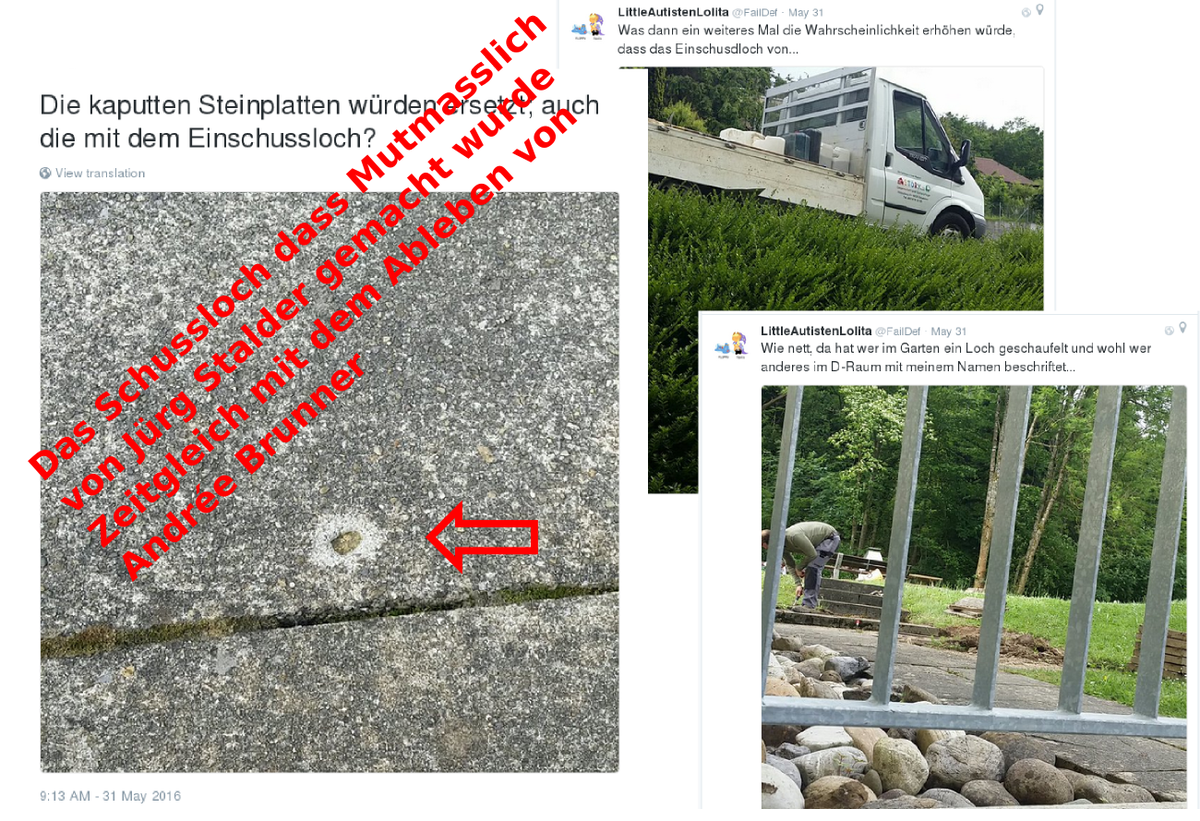 Die kaputten Steinplatten würden ersetzt, auch
die mit dem Einschussloch?
View translation
Das Schussloch dass Mutmasslich
von Jürg Stalder gemacht wurde
Zeitgleich mit dem Ableben von
Andrée Brunner
9:13 AM - 31 May 2016
LittleAutistenLolita @FailDef · May 31
Was dann ein weiteres Mal die Wahrscheinlichkeit erhöhen würde,
dass das Einschusdloch von...
LittleAutistenLolita @FailDef · May 31
Wie nett, da hat wer im Garten ein Loch geschaufelt und wohl wer
anderes im D-Raum mit meinem Namen beschriftet...